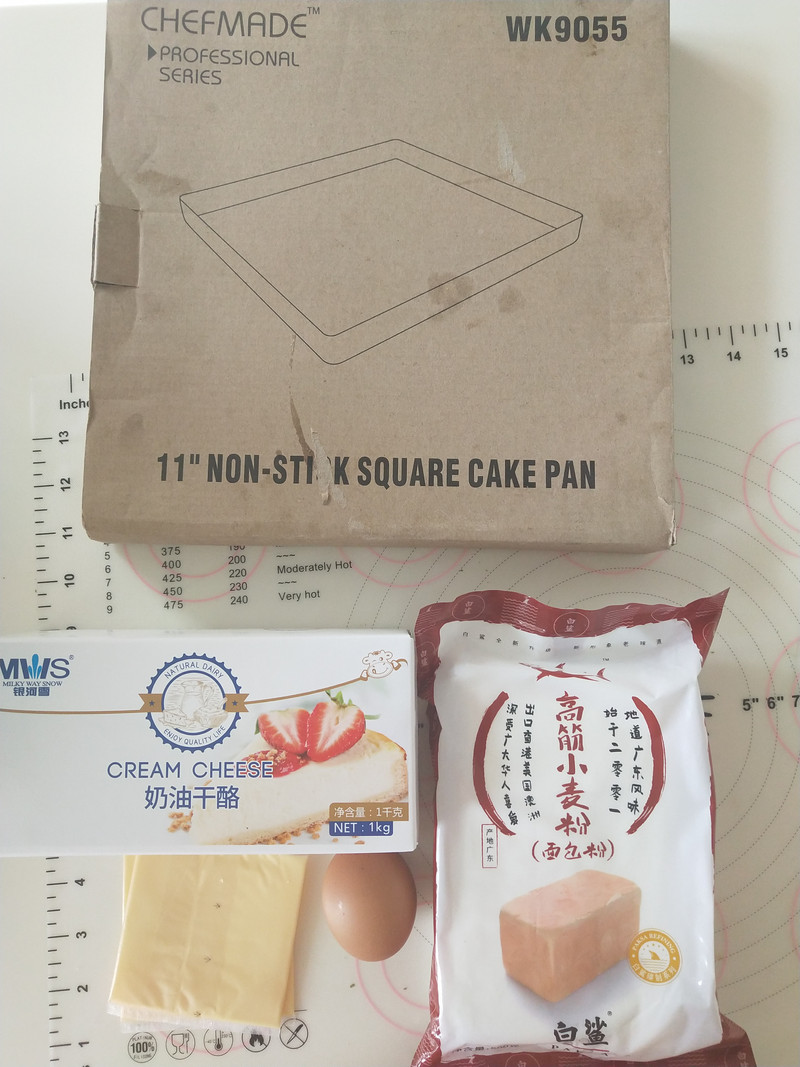 CHEFMADE™
PROFESSIONAL
SERIES
WK9055
11" NON-STICK SQUARE CAKE PAN
13 14 15
13
12
11
10
5 375 190
6 400 200
7 425 220
8 450 230
9 475 240
Moderately Hot
Very hot
MWS®
MILKY WAY SNOW
银河雪
NATURAL DAIRY
ENJOY QUALITY LIFE
CREAM CHEESE
奶油干酪
净含量：1千克
NET：1kg
5" 6" 7
白鲨
地道广东风味
始于二零零一
高筋小麦粉
（面包粉）
出口香港美国澳洲
深受广大华人喜爱
产地广东
白鲨®
4
3
2
1
100%